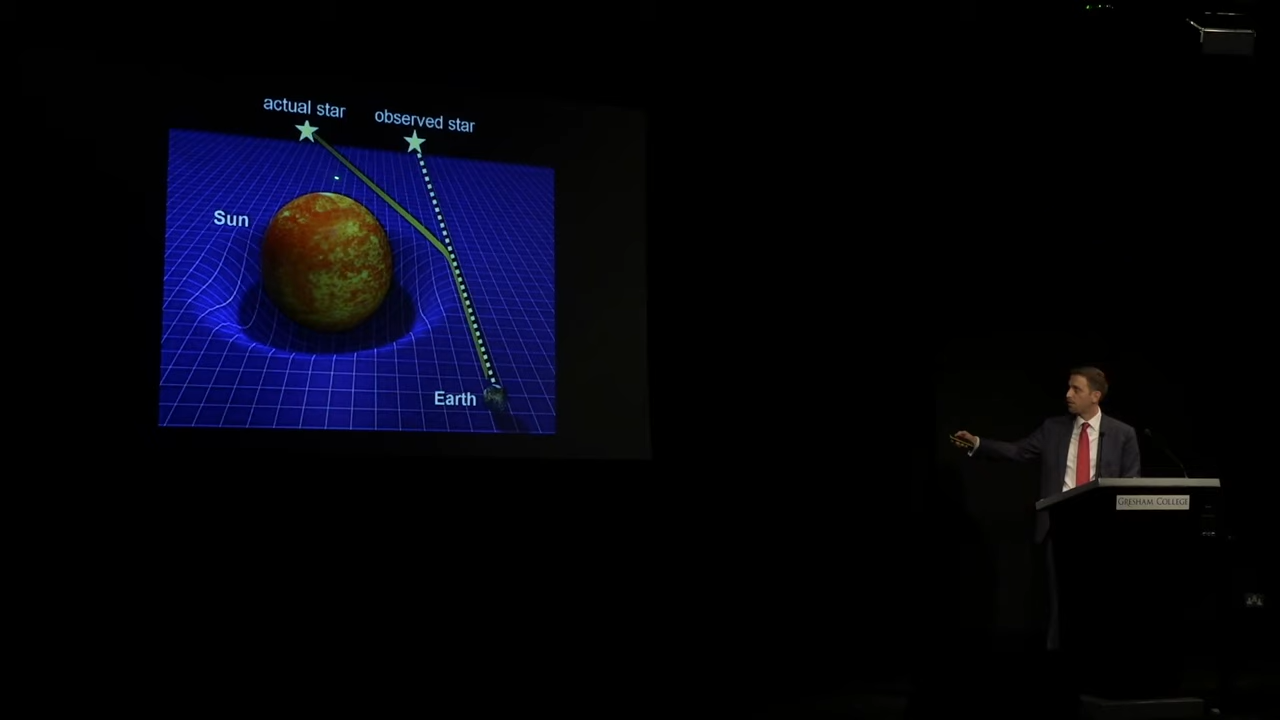 actual star
observed star
Sun
Earth
GRESHAM COLLEGE